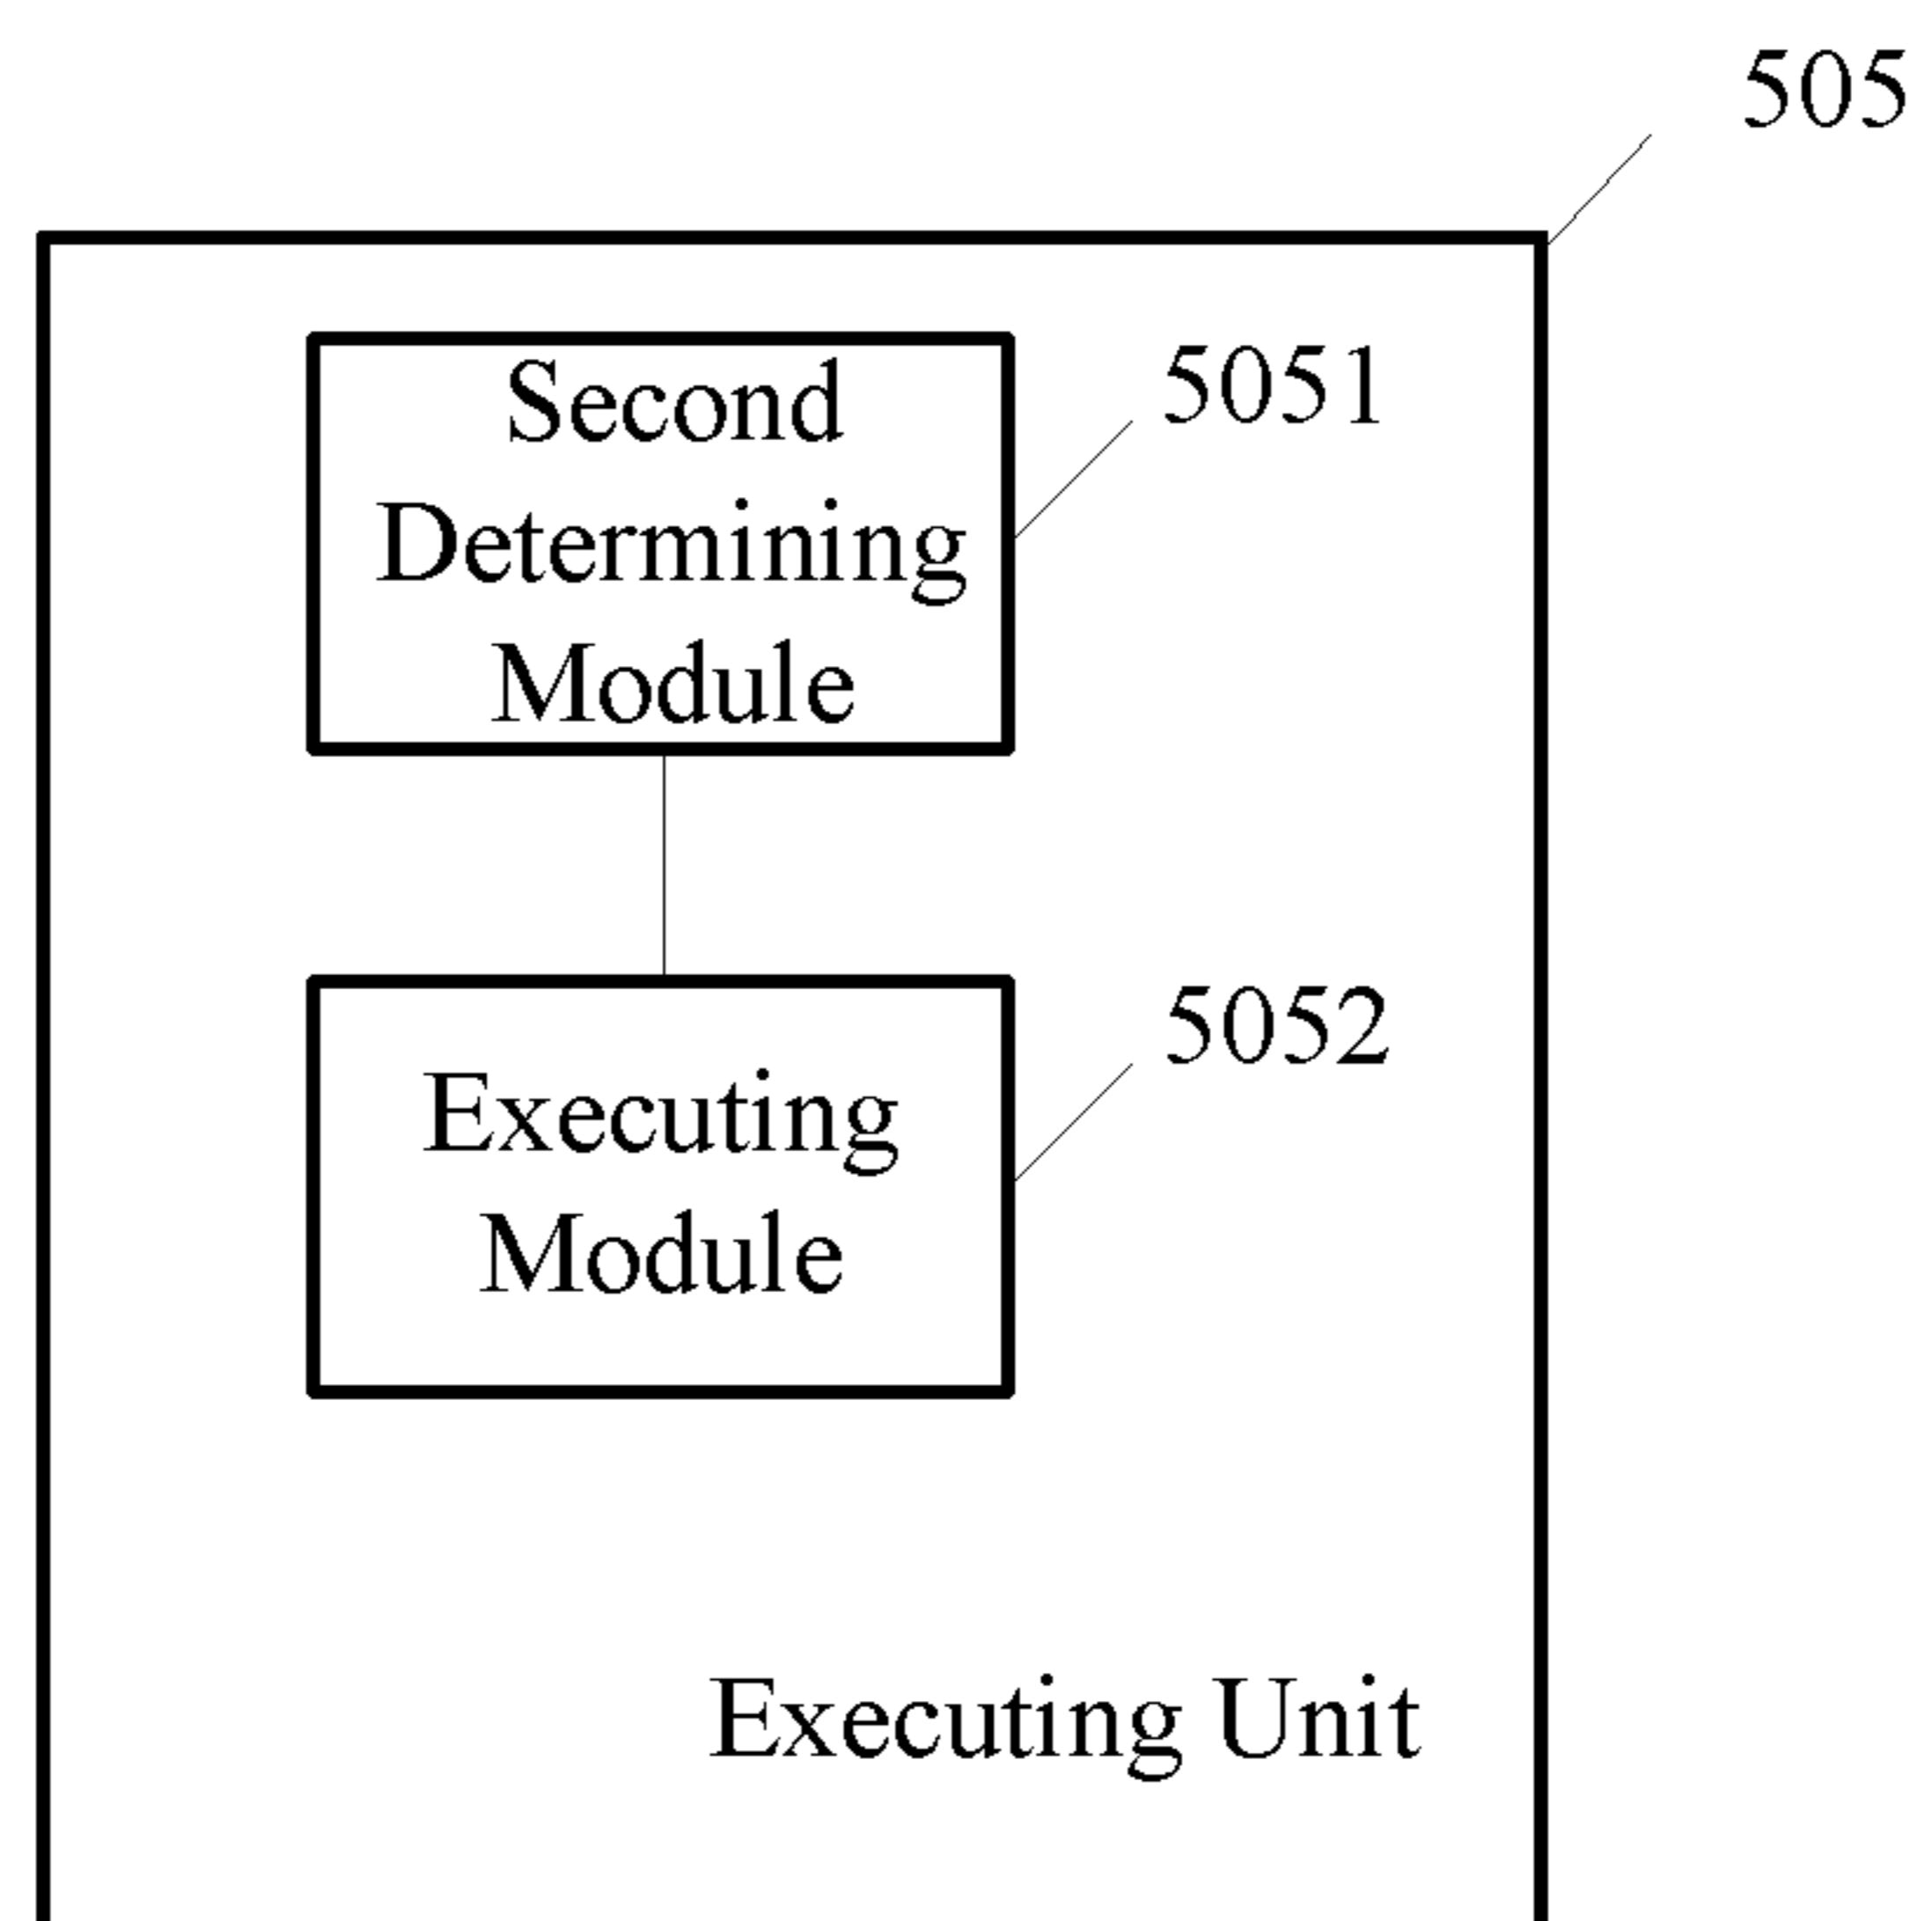 505
Second
5051
Determining
Module
5052
Executing
Module
Executing Unit